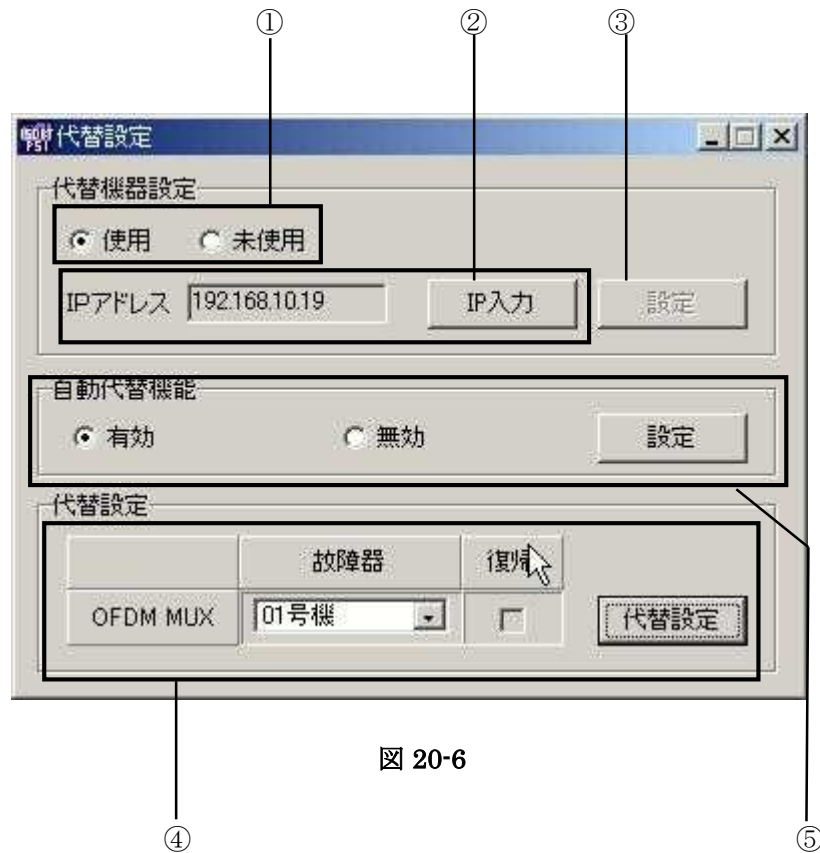 ① ② ③
代替設定
代替機器設定
使用 未使用
IPアドレス 192.168.10.19 IP入力 設定
自動代替機能
有効 無効 設定
代替設定
故障器 復帰
OFDM MUX 01号機 代替設定
図 20-6
④ ⑤